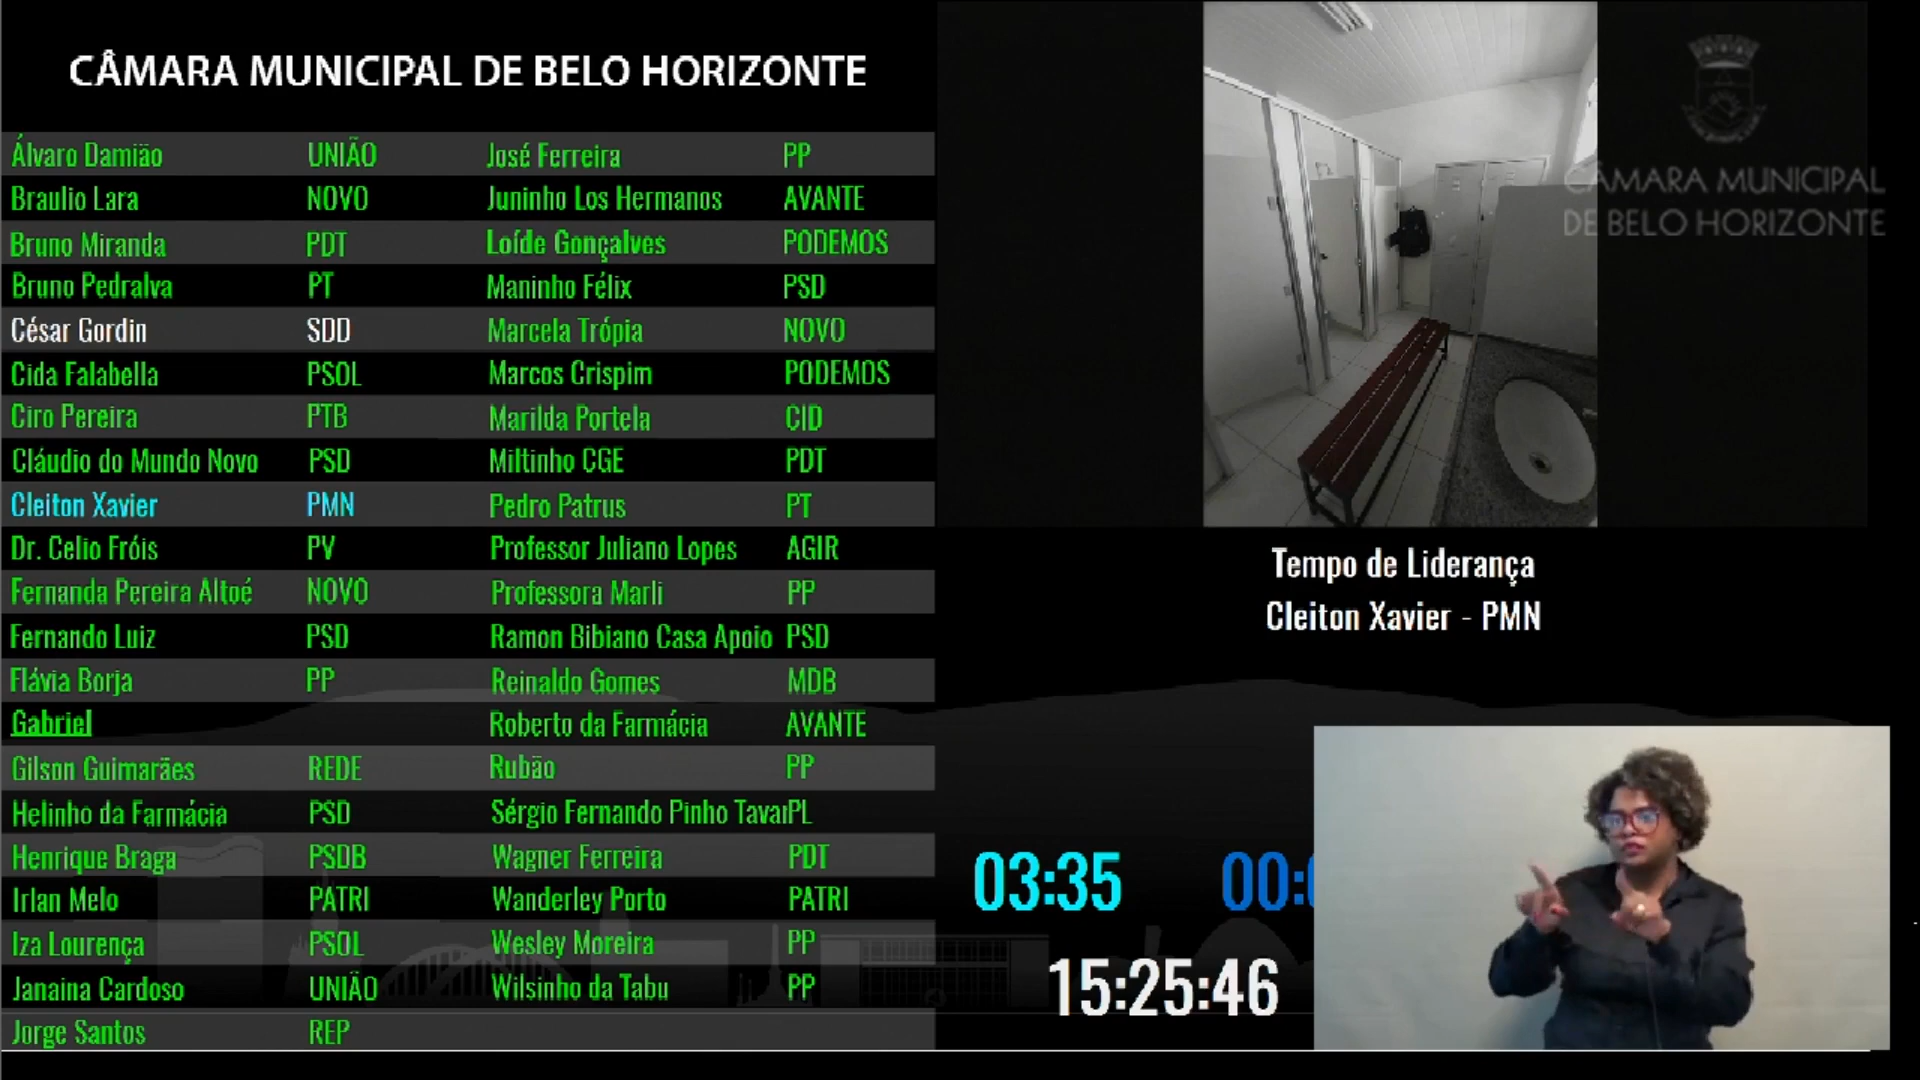 CÂMARA MUNICIPAL DE BELO HORIZONTE
Álvaro Damião UNIÃO José Ferreira PP
Braulio Lara NOVO Juninho Los Hermanos AVANTE
Bruno Miranda PDT Loíde Gonçalves PODEMOS
Bruno Pedralva PT Maninho Félix PSD
César Gordin SDD Marcela Trópia NOVO
Cida Falabella PSOL Marcos Crispim PODEMOS
Ciro Pereira PTB Marilda Portela CID
Cláudio do Mundo Novo PSD Miltinho CGE PDT
Cleiton Xavier PMN Pedro Patrus PT
Dr. Celio Fróis PV Professor Juliano Lopes AGIR
Fernanda Pereira Altoé NOVO Professora Marli PP
Fernando Luiz PSD Ramon Bibiano Casa Apoio PSD
Flávia Borja PP Reinaldo Gomes MDB
Gabriel Roberto da Farmácia AVANTE
Gilson Guimarães REDE Rubão PP
Helinho da Farmácia PSD Sérgio Fernando Pinho Tavar PL
Henrique Braga PSDB Wagner Ferreira PDT
Irlan Melo PATRI Wanderley Porto PATRI
Iza Lourença PSOL Wesley Moreira PP
Janaina Cardoso UNIÃO Wilsinho da Tabu PP
Jorge Santos REP
CÂMARA MUNICIPAL
DE BELO HORIZONTE
Tempo de Liderança
Cleiton Xavier - PMN
03:35 00:
15:25:46